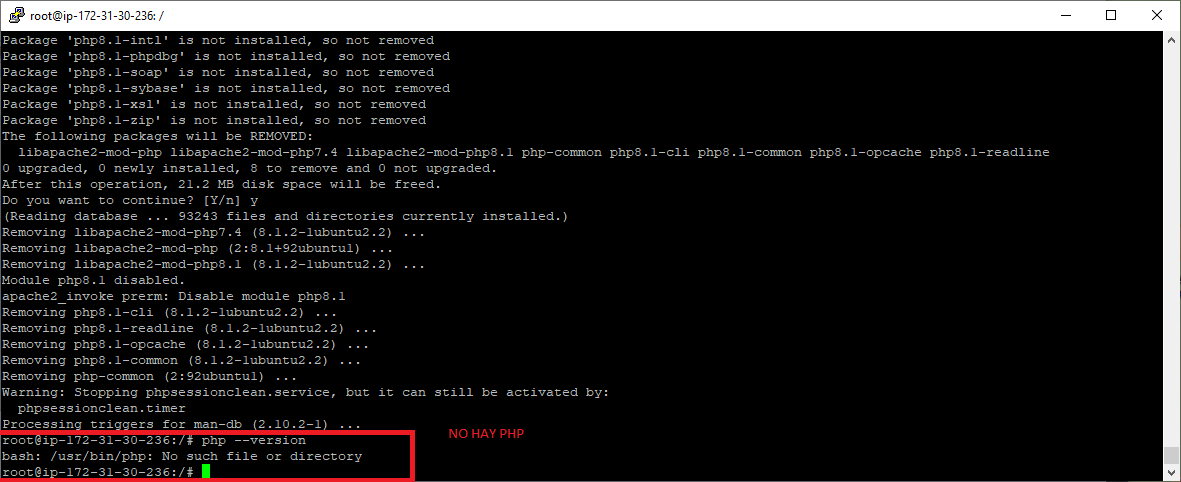 root@ip-172-31-30-236: /
Package 'php8.1-intl' is not installed, so not removed
Package 'php8.1-phpdbg' is not installed, so not removed
Package 'php8.1-soap' is not installed, so not removed
Package 'php8.1-sybase' is not installed, so not removed
Package 'php8.1-xsl' is not installed, so not removed
Package 'php8.1-zip' is not installed, so not removed
The following packages will be REMOVED:
  libapache2-mod-php libapache2-mod-php7.4 libapache2-mod-php8.1 php-common php8.1-cli php8.1-common php8.1-opcache php8.1-readline
0 upgraded, 0 newly installed, 8 to remove and 0 not upgraded.
After this operation, 21.2 MB disk space will be freed.
Do you want to continue? [Y/n] y
(Reading database ... 93243 files and directories currently installed.)
Removing libapache2-mod-php7.4 (8.1.2-1ubuntu2.2) ...
Removing libapache2-mod-php (2:8.1+92ubuntu1) ...
Removing libapache2-mod-php8.1 (8.1.2-1ubuntu2.2) ...
Module php8.1 disabled.
apache2_invoke prerm: Disable module php8.1
Removing php8.1-cli (8.1.2-1ubuntu2.2) ...
Removing php8.1-readline (8.1.2-1ubuntu2.2) ...
Removing php8.1-opcache (8.1.2-1ubuntu2.2) ...
Removing php8.1-common (8.1.2-1ubuntu2.2) ...
Removing php-common (2:92ubuntu1) ...
Warning: Stopping phpsessionclean.service, but it can still be activated by:
  phpsessionclean.timer
Processing triggers for man-db (2.10.2-1) ...
root@ip-172-31-30-236:/# php --version
NO HAY PHP
bash: /usr/bin/php: No such file or directory
root@ip-172-31-30-236:/#